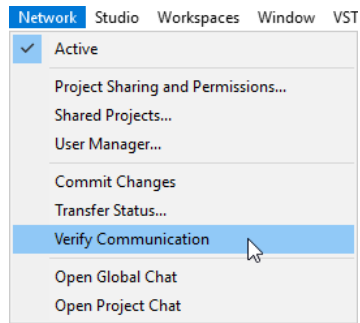 Network Studio Workspaces Window VST
Active
Project Sharing and Permissions...
Shared Projects...
User Manager...
Commit Changes
Transfer Status...
Verify Communication
Open Global Chat
Open Project Chat